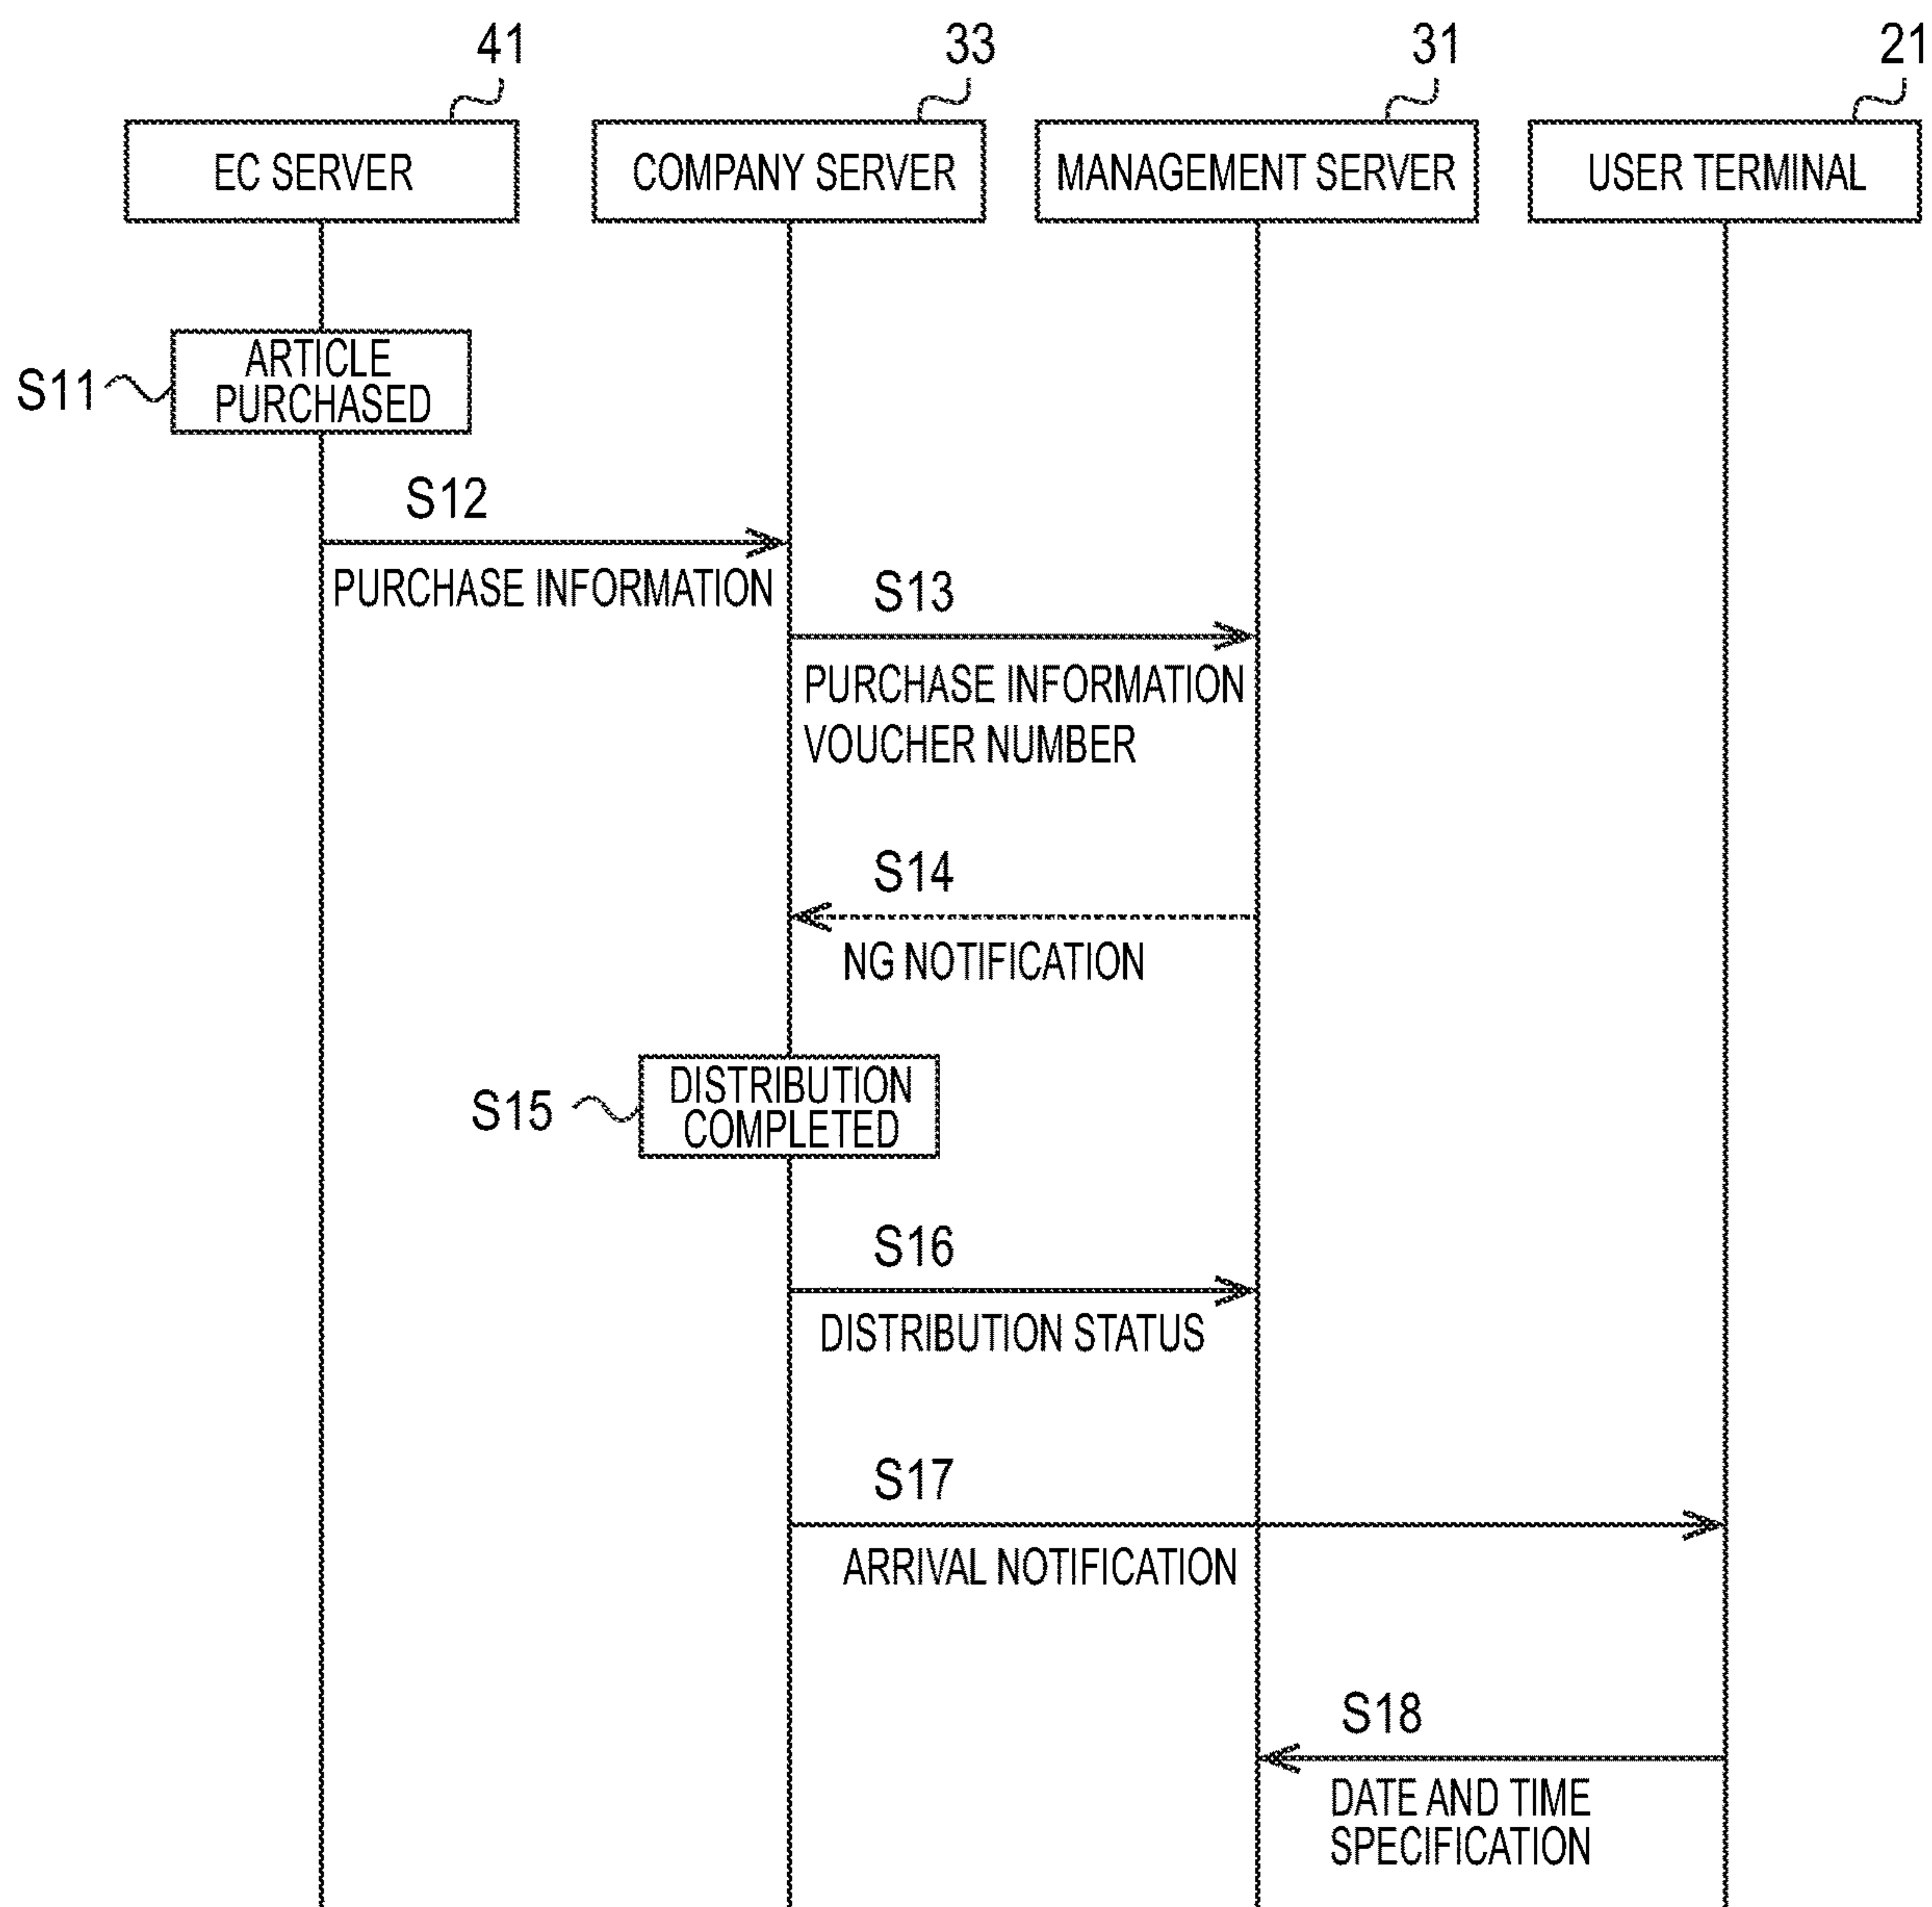 41
33
31
21
EC SERVER
COMPANY SERVER
MANAGEMENT SERVER
USER TERMINAL
S11
ARTICLE
PURCHASED
S12
PURCHASE INFORMATION
S13
PURCHASE INFORMATION
VOUCHER NUMBER
S14
NG NOTIFICATION
S15
DISTRIBUTION
COMPLETED
S16
DISTRIBUTION STATUS
S17
ARRIVAL NOTIFICATION
S18
DATE AND TIME
SPECIFICATION